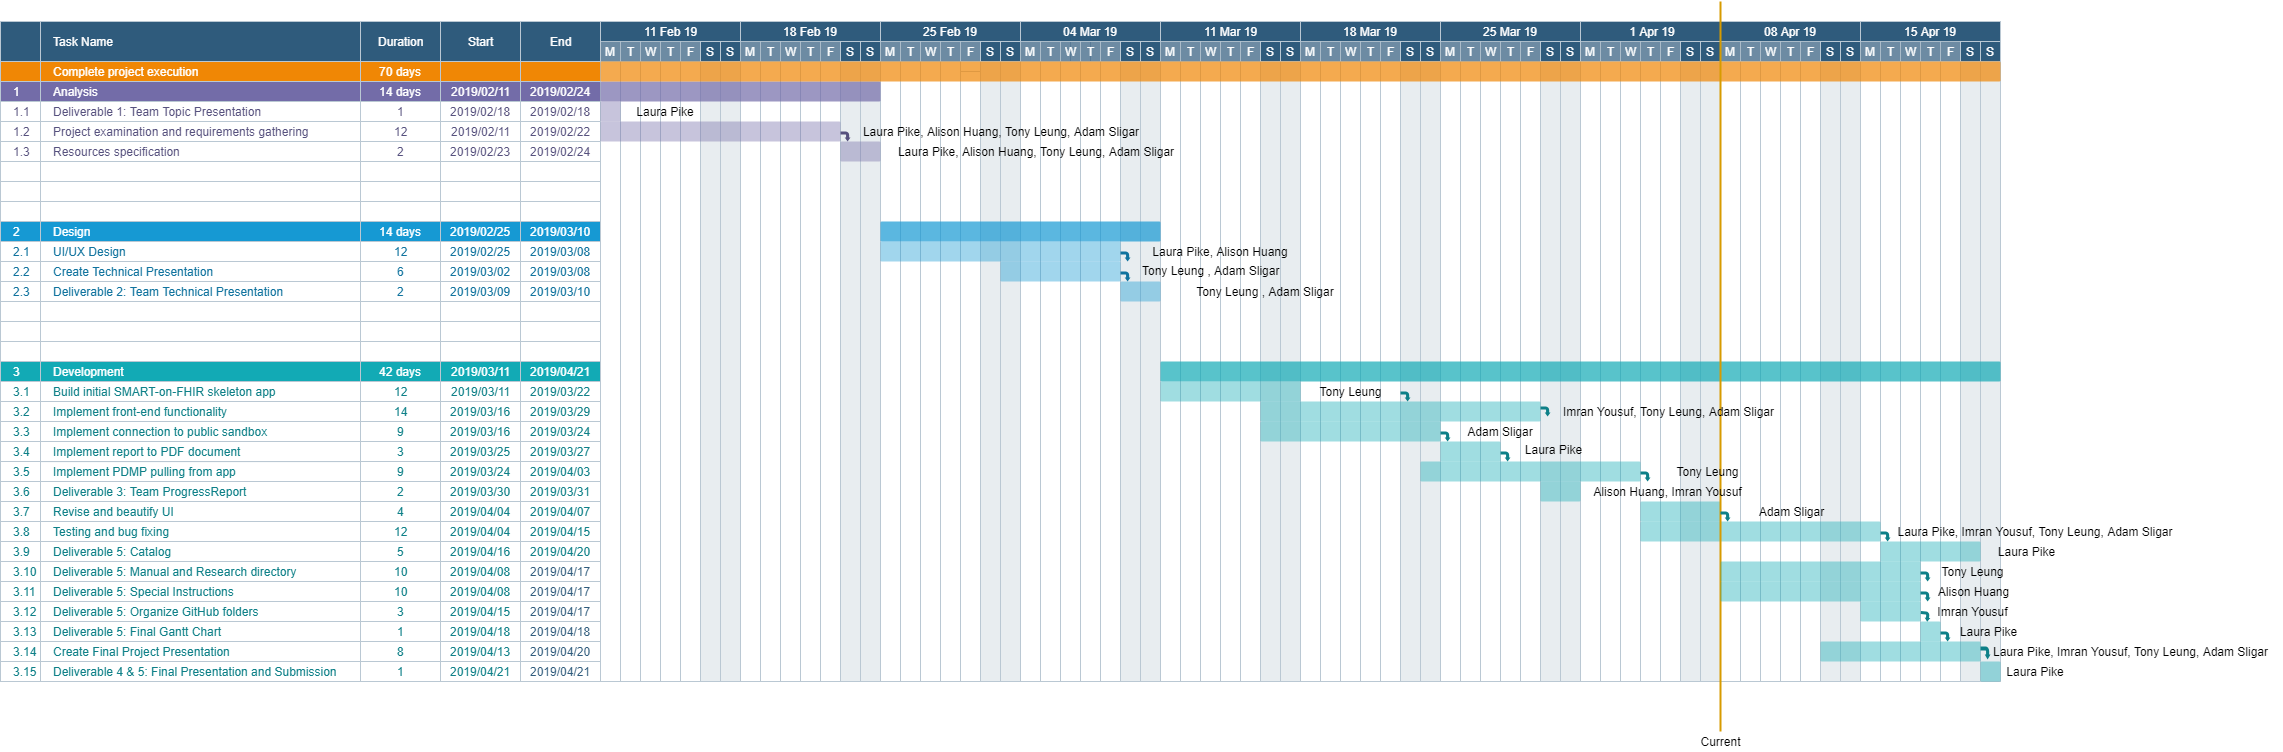 11 Feb 19 18 Feb 19 25 Feb 19 04 Mar 19 11 Mar 19 18 Mar 19 25 Mar 19 1 Apr 19 08 Apr 19 15 Apr 19
Task Name Duration Start End
M T W T F S S M T W T F S S M T W T F S S M T W T F S S M T W T F S S M T W T F S S M T W T F S S M T W T F S S M T W T F S S M T W T F S S
Complete project execution 70 days
1 Analysis 14 days 2019/02/11 2019/02/24
1.1 Deliverable 1: Team Topic Presentation 1 2019/02/18 2019/02/18 Laura Pike
1.2 Project examination and requirements gathering 12 2019/02/11 2019/02/22 Laura Pike, Alison Huang, Tony Leung, Adam Sligar
1.3 Resources specification 2 2019/02/23 2019/02/24 Laura Pike, Alison Huang, Tony Leung, Adam Sligar
2 Design 14 days 2019/02/25 2019/03/10
2.1 UI/UX Design 12 2019/02/25 2019/03/08 Laura Pike, Alison Huang
2.2 Create Technical Presentation 6 2019/03/02 2019/03/08 Tony Leung , Adam Sligar
2.3 Deliverable 2: Team Technical Presentation 2 2019/03/09 2019/03/10 Tony Leung , Adam Sligar
3 Development 42 days 2019/03/11 2019/04/21
3.1 Build initial SMART-on-FHIR skeleton app 12 2019/03/11 2019/03/22 Tony Leung
3.2 Implement front-end functionality 14 2019/03/16 2019/03/29 Imran Yousuf, Tony Leung, Adam Sligar
3.3 Implement connection to public sandbox 9 2019/03/16 2019/03/24 Adam Sligar
3.4 Implement report to PDF document 3 2019/03/25 2019/03/27 Laura Pike
3.5 Implement PDMP pulling from app 9 2019/03/24 2019/04/03 Tony Leung
3.6 Deliverable 3: Team ProgressReport 2 2019/03/30 2019/03/31 Alison Huang, Imran Yousuf
3.7 Revise and beautify UI 4 2019/04/04 2019/04/07 Adam Sligar
3.8 Testing and bug fixing 12 2019/04/04 2019/04/15 Laura Pike, Imran Yousuf, Tony Leung, Adam Sligar
3.9 Deliverable 5: Catalog 5 2019/04/16 2019/04/20 Laura Pike
3.10 Deliverable 5: Manual and Research directory 10 2019/04/08 2019/04/17 Tony Leung
3.11 Deliverable 5: Special Instructions 10 2019/04/08 2019/04/17 Alison Huang
3.12 Deliverable 5: Organize GitHub folders 3 2019/04/15 2019/04/17 Imran Yousuf
3.13 Deliverable 5: Final Gantt Chart 1 2019/04/18 2019/04/18 Laura Pike
3.14 Create Final Project Presentation 8 2019/04/13 2019/04/20 Laura Pike, Imran Yousuf, Tony Leung, Adam Sligar
3.15 Deliverable 4 & 5: Final Presentation and Submission 1 2019/04/21 2019/04/21 Laura Pike
Current